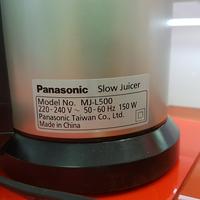 Panasonic Slow Juicer
Model No. MJ-L500
220-240 V ~ 50-60 Hz 150 W
Panasonic Taiwan Co., Ltd.
Made in China